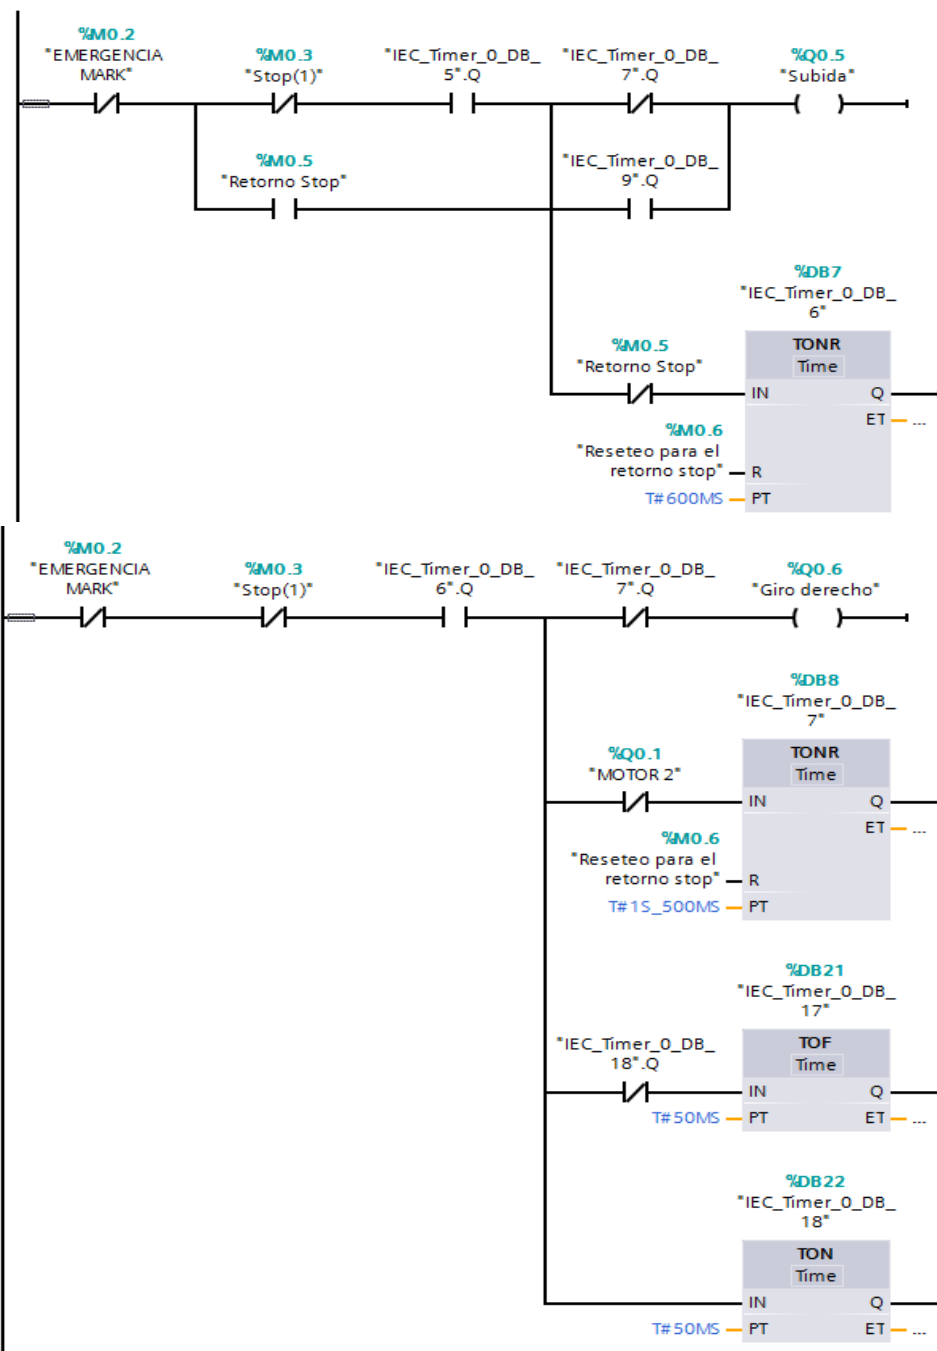 %M0.2
"EMERGENCIA
MARK"
%M0.3
"Stop(1)"
"IEC_Timer_0_DB_
5".Q
"IEC_Timer_0_DB_
7".Q
%Q0.5
"Subida"
%M0.5
"Retorno Stop"
"IEC_Timer_0_DB_
9".Q
%DB7
"IEC_Timer_0_DB_
6"
TONR
Time
%M0.5
"Retorno Stop"
IN
Q
ET
...
%M0.6
"Reseteo para el
retorno stop"
R
T#600MS
PT
%M0.2
"EMERGENCIA
MARK"
%M0.3
"Stop(1)"
"IEC_Timer_0_DB_
6".Q
"IEC_Timer_0_DB_
7".Q
%Q0.6
"Giro derecho"
%DB8
"IEC_Timer_0_DB_
7"
TONR
Time
%Q0.1
"MOTOR 2"
IN
Q
ET
...
%M0.6
"Reseteo para el
retorno stop"
R
T#1S_500MS
PT
%DB21
"IEC_Timer_0_DB_
17"
TOF
Time
"IEC_Timer_0_DB_
18".Q
IN
Q
T#50MS
PT
ET
...
%DB22
"IEC_Timer_0_DB_
18"
TON
Time
IN
Q
T#50MS
PT
ET
...